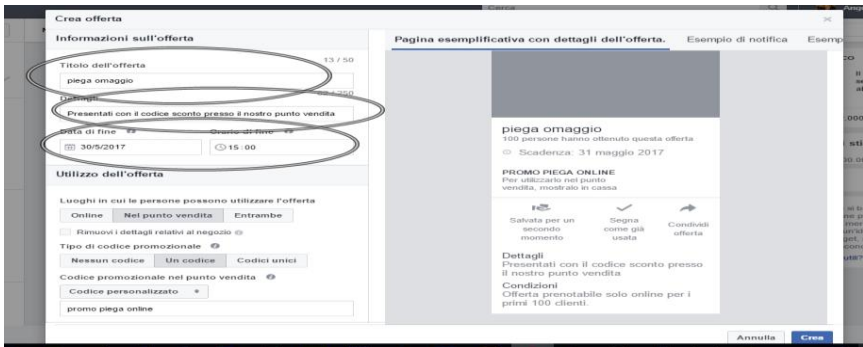 Cerca
Crea offerta
Informazioni sull'offerta
Titolo dell'offerta
13 / 50
piega omaggio
Dettagli
Presentati con il codice sconto presso il nostro punto vendita
Data di fine
Orario di fine
30/5/2017
15:00
Utilizzo dell'offerta
Luoghi in cui le persone possono utilizzare l'offerta
Online
Nel punto vendita
Entrambe
Rimuovi i dettagli relativi al negozio
Tipo di codice promozionale
Nessun codice
Un codice
Codici unici
Codice promozionale nel punto vendita
Codice personalizzato
promo piega online
Pagina esemplificativa con dettagli dell'offerta.
Esempio di notifica
Esemp
piega omaggio
100 persone hanno ottenuto questa offerta
Scadenza: 31 maggio 2017
PROMO PIEGA ONLINE
Per utilizzarlo nel punto
vendita, mostralo in cassa
Salvata per un
secondo
momento
Segna
come già
usata
Condividi
offerta
Dettagli
Presentati con il codice sconto presso
il nostro punto vendita
Condizioni
Offerta prenotabile solo online per i
primi 100 clienti.
Annulla
Crea